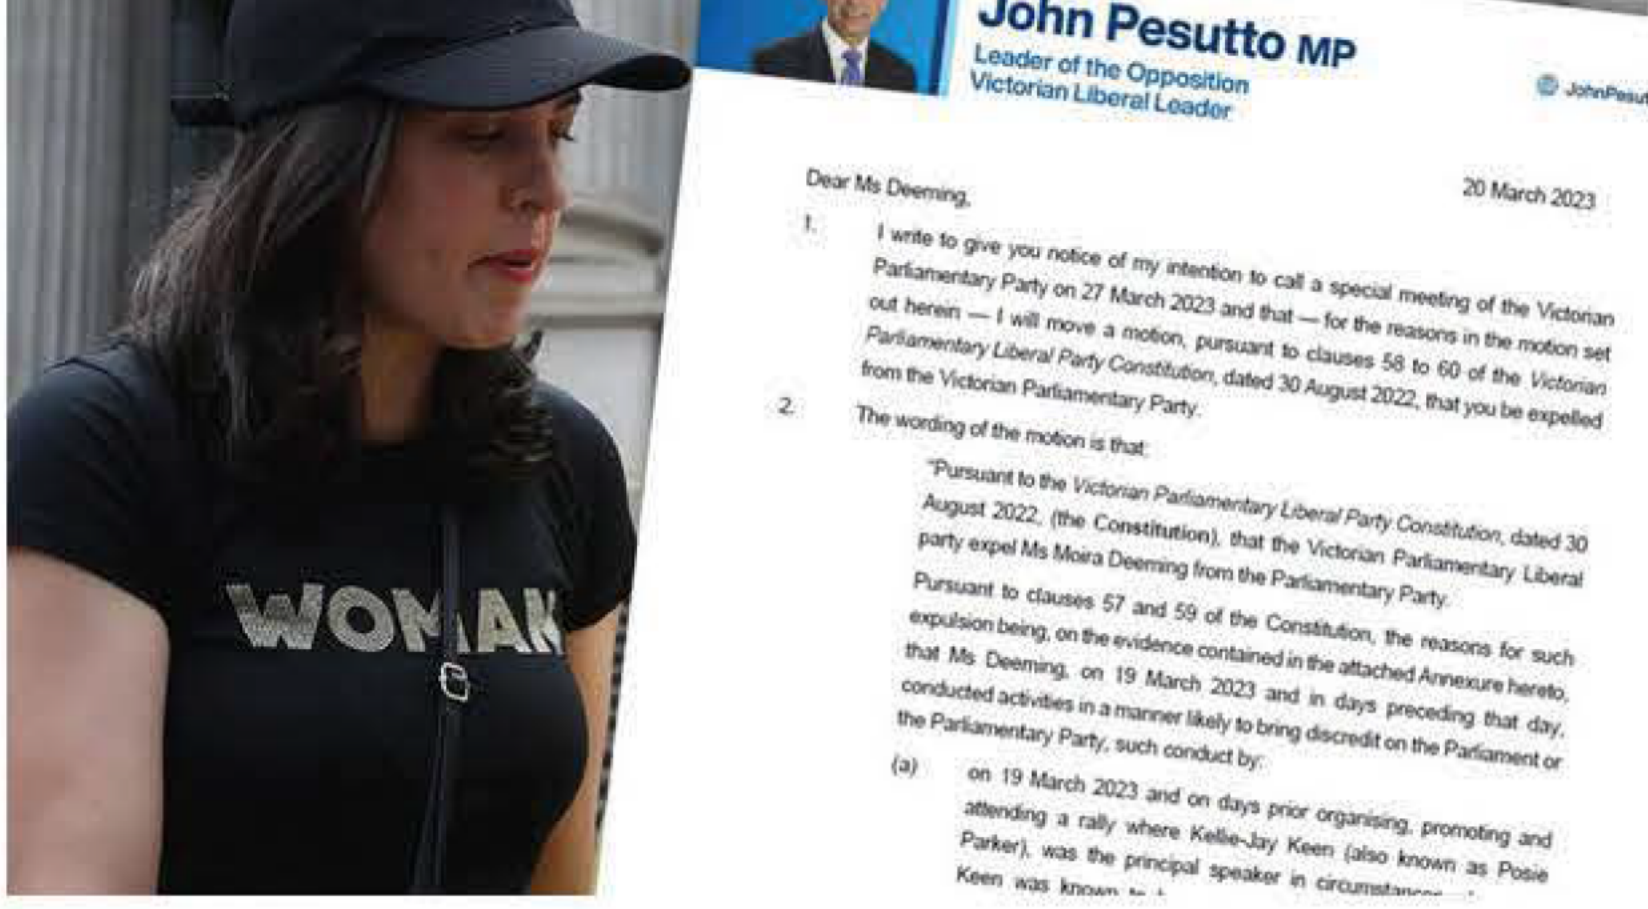 WOMAN
John Pesutto MP
Leader of the Opposition
Victorian Liberal Leader
20 March 2023
Dear Ms Deeming,
1. I write to give you notice of my intention to call a special meeting of the Victorian
Parliamentary Party on 27 March 2023 and that — for the reasons in the motion set
out herein — I will move a motion, pursuant to clauses 58 to 60 of the Victorian
Parliamentary Liberal Party Constitution, dated 30 August 2022, that you be expelled
from the Victorian Parliamentary Party.
2. The wording of the motion is that:
"Pursuant to the Victorian Parliamentary Liberal Party Constitution, dated 30
August 2022, (the Constitution), that the Victorian Parliamentary Liberal
party expel Ms Moira Deeming from the Parliamentary Party.
Pursuant to clauses 57 and 59 of the Constitution, the reasons for such
expulsion being, on the evidence contained in the attached Annexure hereto,
that Ms Deeming, on 19 March 2023 and in days preceding that day,
conducted activities in a manner likely to bring discredit on the Parliament or
the Parliamentary Party, such conduct by:
(a) on 19 March 2023 and on days prior organising, promoting and
attending a rally where Kellie-Jay Keen (also known as Posie
Parker), was the principal speaker in circumstances
Keen was known to